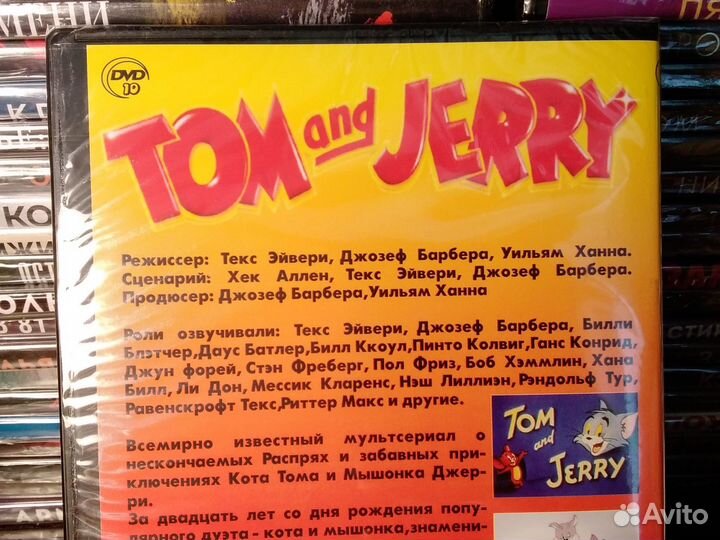 МЕНИ
DVD
10
TOM and JERRY
Режиссер: Текс Эйвери, Джозеф Барбера, Уильям Ханна.
Сценарий: Хек Аллен, Текс Эйвери, Джозеф Барбера.
Продюсер: Джозеф Барбера,Уильям Ханна
Роли озвучивали: Текс Эйвери, Джозеф Барбера, Билли
Блэтчер,Даус Батлер,Билл Ккоул,Пинто Колвиг,Ганс Конрид,
Джун форей, Стэн Фреберг, Пол Фриз, Боб Хэммлин, Хана
Билл, Ли Дон, Мессик Кларенс, Нэш Лиллиэн, Рэндольф Тур,
Равенскрофт Текс,Риттер Макс и другие.
TOM
and
JERRY
Всемирно известный мультсериал о
нескончаемых Распрях и забавных при-
ключениях Кота Тома и Мышонка Джер-
ри.
За двадцать лет со дня рождения попу-
лярного дуэта - кота и мышонка,знамени-
Avito